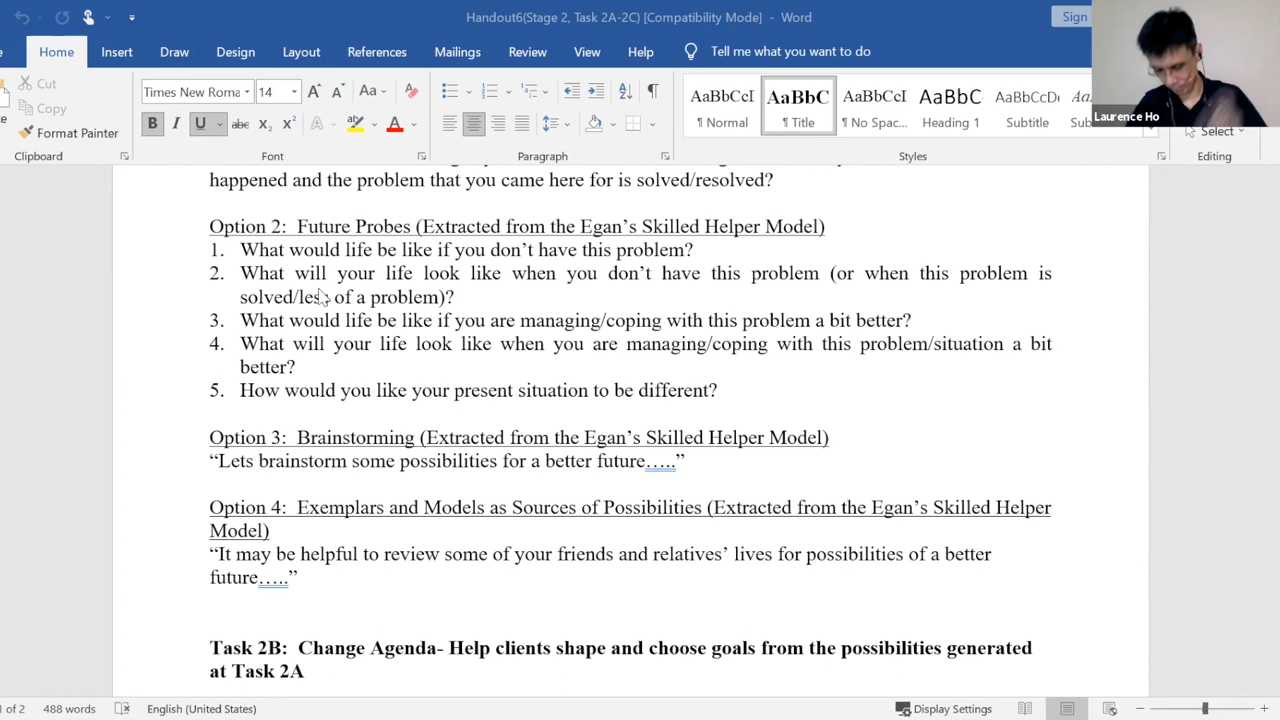 Handout6(Stage 2, Task 2A-2C) [Compatibility Mode] - Word
Sign
Home Insert Draw Design Layout References Mailings Review View Help Tell me what you want to do
Cut
Copy
Format Painter
Clipboard
Times New Roma 14
Aa
B I U abc x₂ x² A A
Font
Paragraph
AaBbCcI AaBbC AaBbCcI AaBbC AaBbCcDc
¶ Normal ¶ Title ¶ No Spac... Heading 1 Subtitle
Styles
Laurence Ho
Select
Editing
happened and the problem that you came here for is solved/resolved?
Option 2: Future Probes (Extracted from the Egan’s Skilled Helper Model)
1. What would life be like if you don’t have this problem?
2. What will your life look like when you don’t have this problem (or when this problem is
solved/less of a problem)?
3. What would life be like if you are managing/coping with this problem a bit better?
4. What will your life look like when you are managing/coping with this problem/situation a bit
better?
5. How would you like your present situation to be different?
Option 3: Brainstorming (Extracted from the Egan’s Skilled Helper Model)
“Lets brainstorm some possibilities for a better future…..”
Option 4: Exemplars and Models as Sources of Possibilities (Extracted from the Egan’s Skilled Helper
Model)
“It may be helpful to review some of your friends and relatives’ lives for possibilities of a better
future…..”
Task 2B: Change Agenda- Help clients shape and choose goals from the possibilities generated
at Task 2A
1 of 2 488 words English (United States) Display Settings